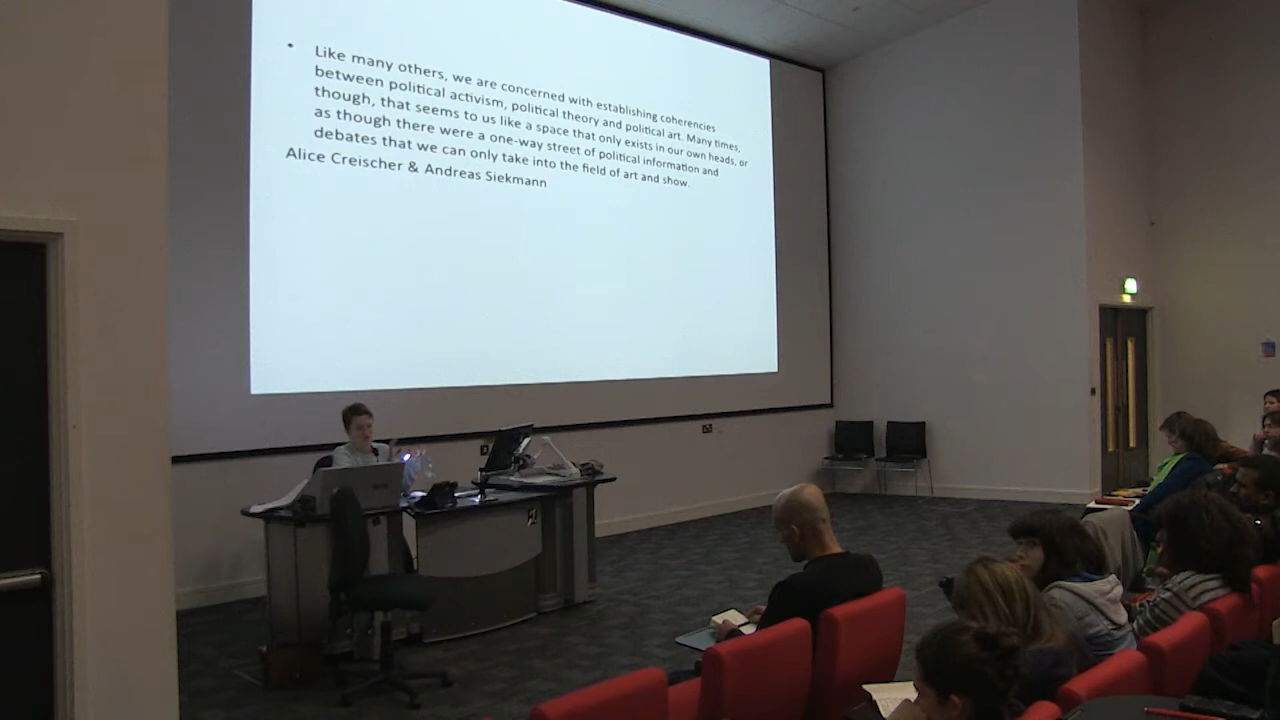 • Like many others, we are concerned with establishing coherencies
between political activism, political theory and political art. Many times,
though, that seems to us like a space that only exists in our own heads, or
as though there were a one-way street of political information and
debates that we can only take into the field of art and show.
Alice Creischer & Andreas Siekmann